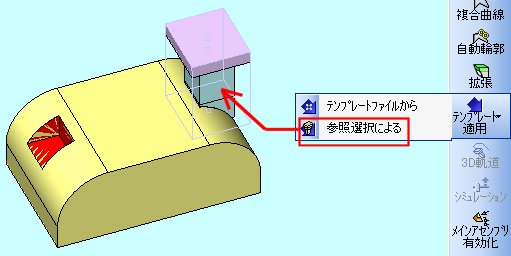 複合曲線
自動輪郭
拡張
テンプレートファイルから
参照選択による
テンプレート
適用
3D軌道
シミュレーション
メインアセンブリ
有効化